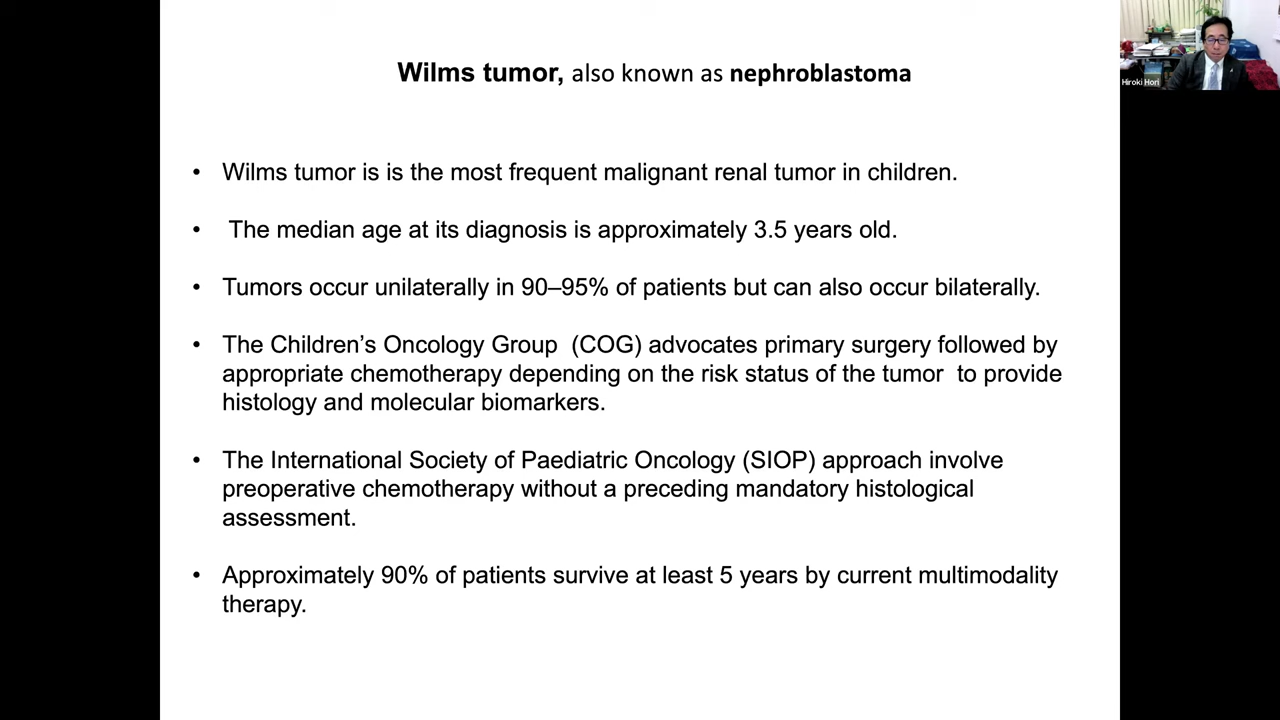 Wilms tumor, also known as nephroblastoma
Hiroki Hori
• Wilms tumor is is the most frequent malignant renal tumor in children.
• The median age at its diagnosis is approximately 3.5 years old.
• Tumors occur unilaterally in 90–95% of patients but can also occur bilaterally.
• The Children’s Oncology Group (COG) advocates primary surgery followed by
appropriate chemotherapy depending on the risk status of the tumor to provide
histology and molecular biomarkers.
• The International Society of Paediatric Oncology (SIOP) approach involve
preoperative chemotherapy without a preceding mandatory histological
assessment.
• Approximately 90% of patients survive at least 5 years by current multimodality
therapy.